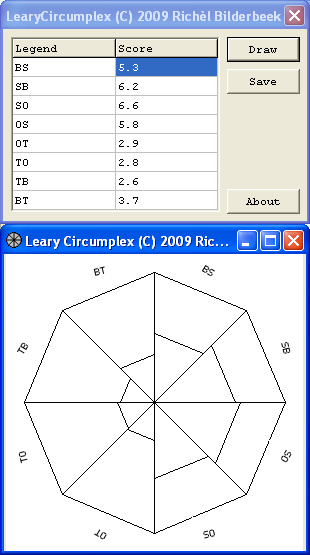 LearyCircumplex (C) 2009 Richèl Bilderbeek
Legend Score
BS 5.3
SB 6.2
SO 6.6
OS 5.8
OT 2.9
TO 2.8
TB 2.6
BT 3.7
Draw
Save
About
Leary Circumplex (C) 2009 Ric...
BT BS
TB SB
TO SO
OT OS